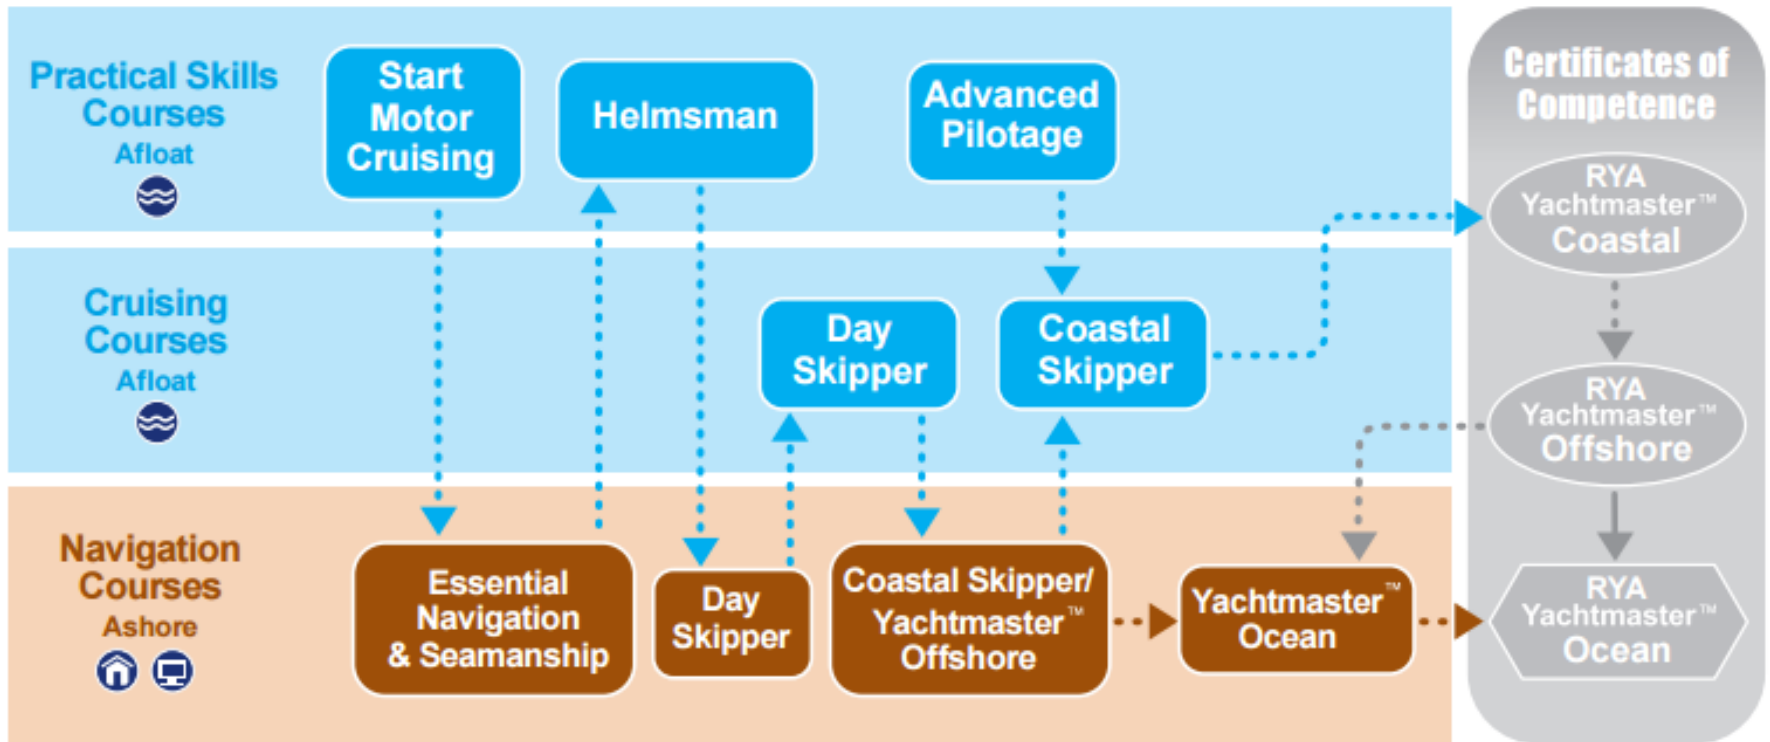 Practical Skills
Courses
Afloat
Start
Motor
Cruising
Helmsman
Advanced
Pilotage
Cruising
Courses
Afloat
Day
Skipper
Coastal
Skipper
Navigation
Courses
Ashore
Essential
Navigation
& Seamanship
Day
Skipper
Coastal Skipper/
Yachtmaster™
Offshore
Yachtmaster™
Ocean
Certificates of
Competence
RYA
Yachtmaster™
Coastal
RYA
Yachtmaster™
Offshore
RYA
Yachtmaster™
Ocean